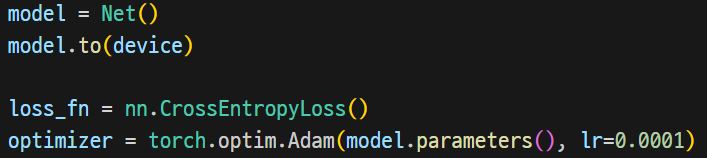 model = Net()
model.to(device)
loss_fn = nn.CrossEntropyLoss()
optimizer = torch.optim.Adam(model.parameters(), lr=0.0001)